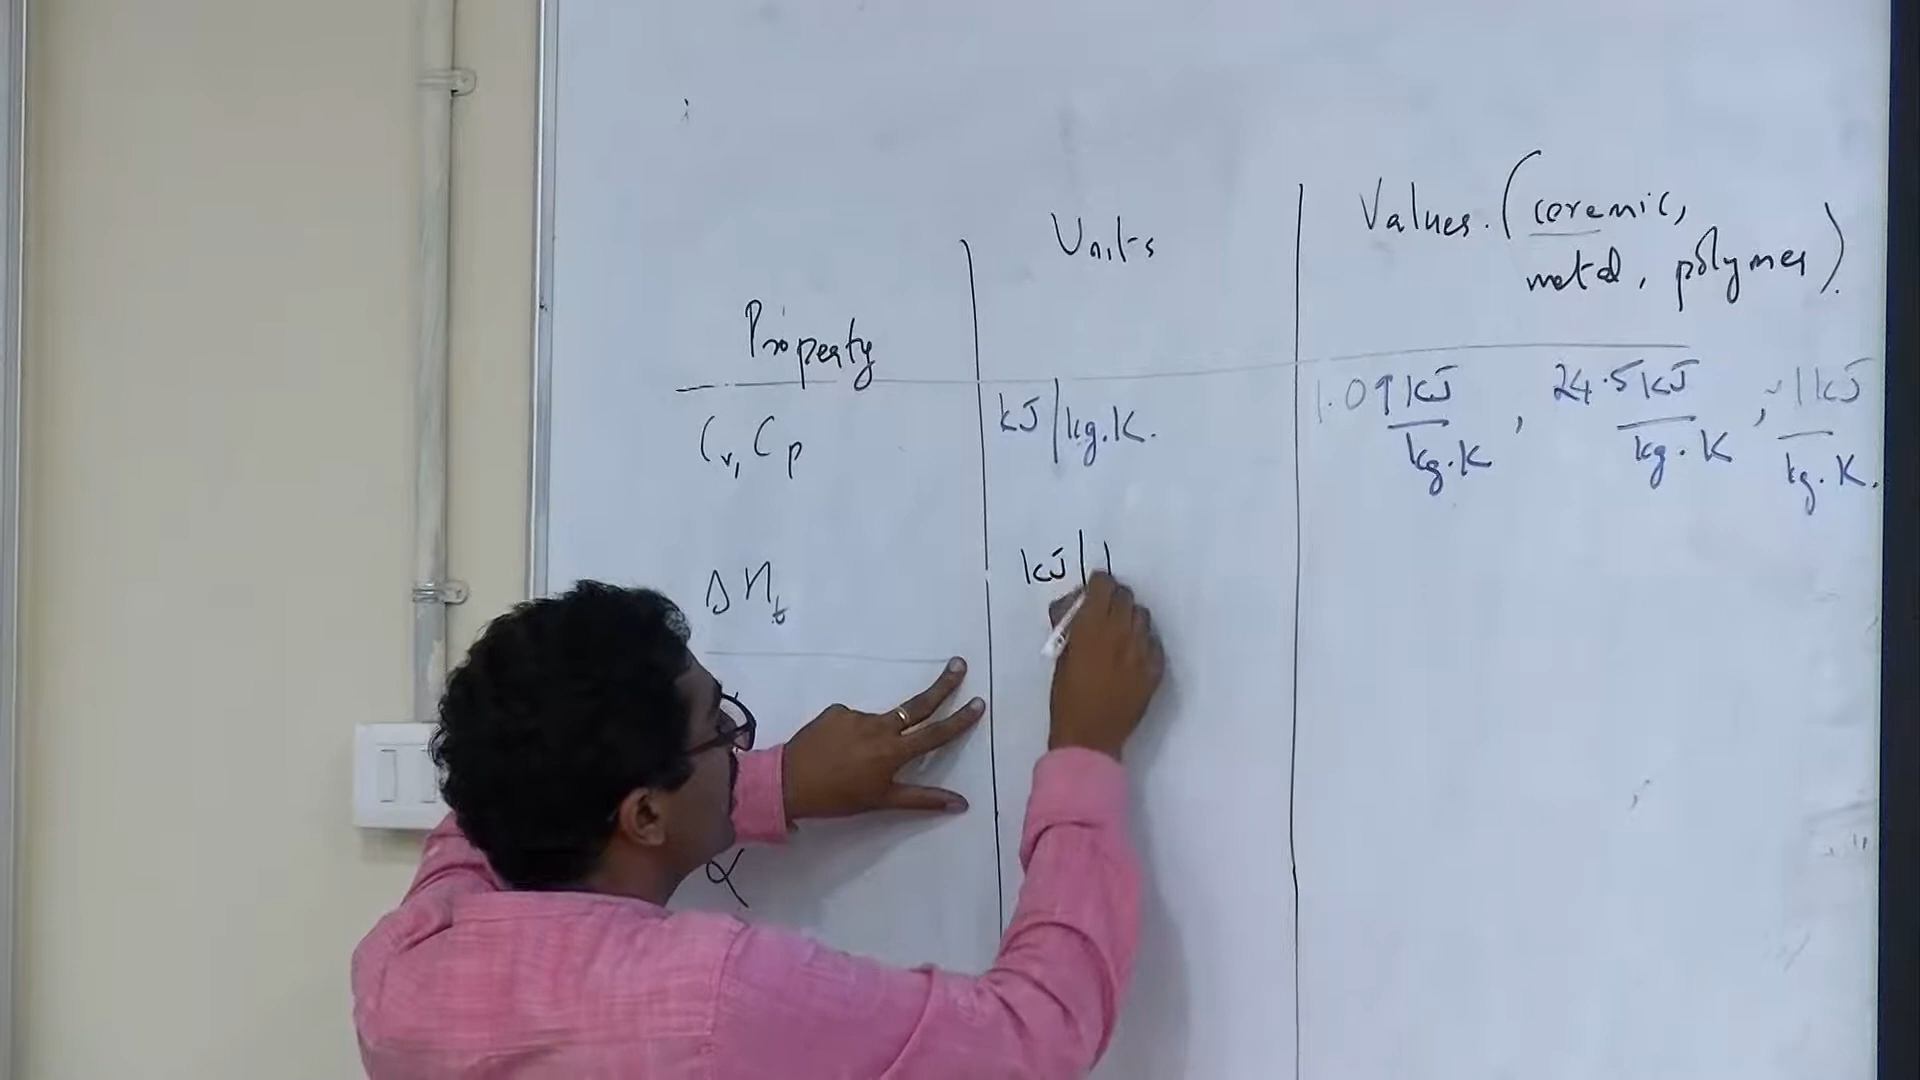 Property | Units | Values. (ceramic, metal, polymer).
Cv, Cp | kJ/kg.K. | 1.09 kJ/kg.K, 24.5 kJ/kg.K, ~1 kJ/kg.K.
ΔHt | kJ/
α